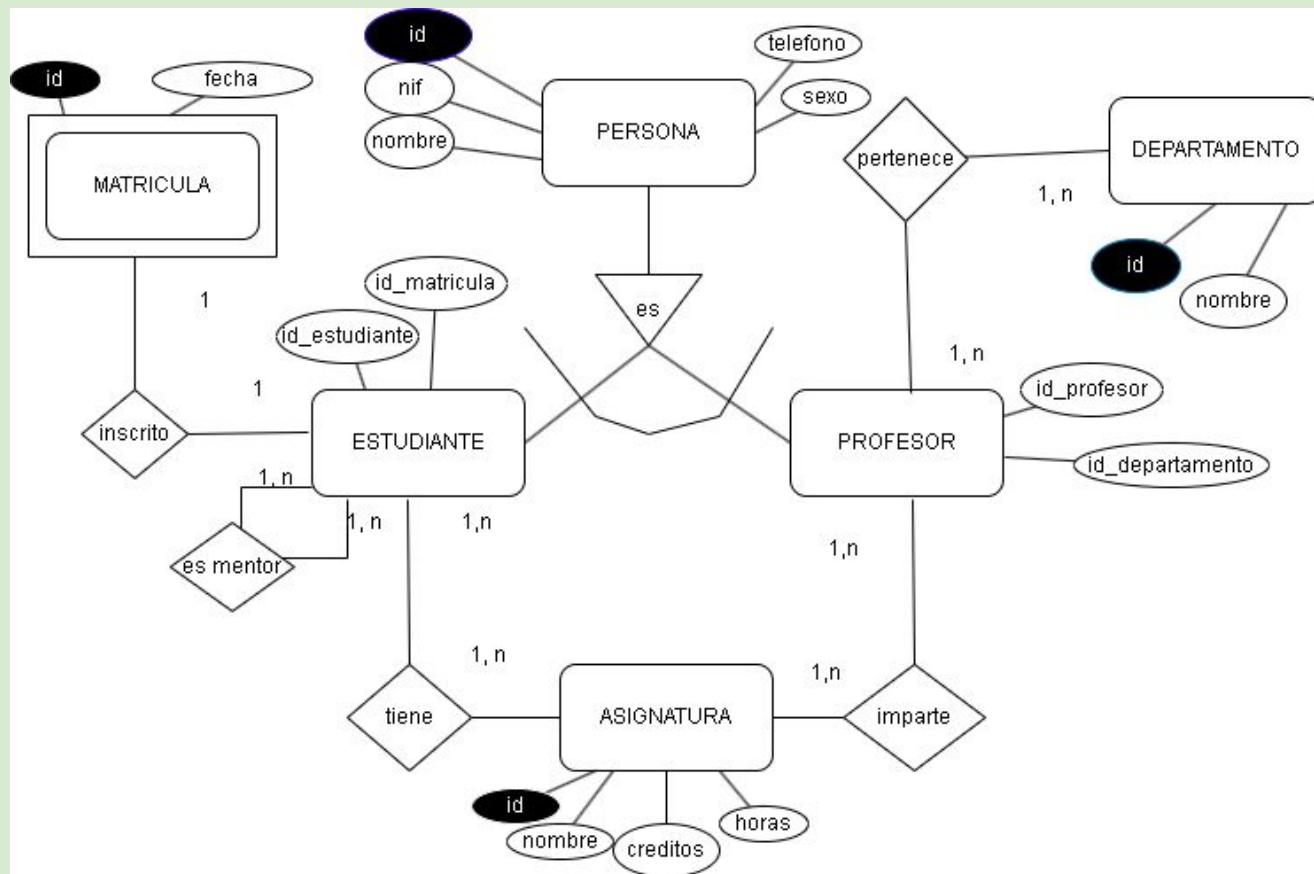 id
telefono
id
fecha
nif
sexo
nombre
PERSONA
pertenece
DEPARTAMENTO
MATRICULA
1, n
id
nombre
1
id_matricula
es
id_estudiante
1, n
1
id_profesor
inscrito
ESTUDIANTE
PROFESOR
id_departamento
1, n
1, n
1,n
1,n
es mentor
1, n
1,n
tiene
ASIGNATURA
imparte
id
nombre
creditos
horas